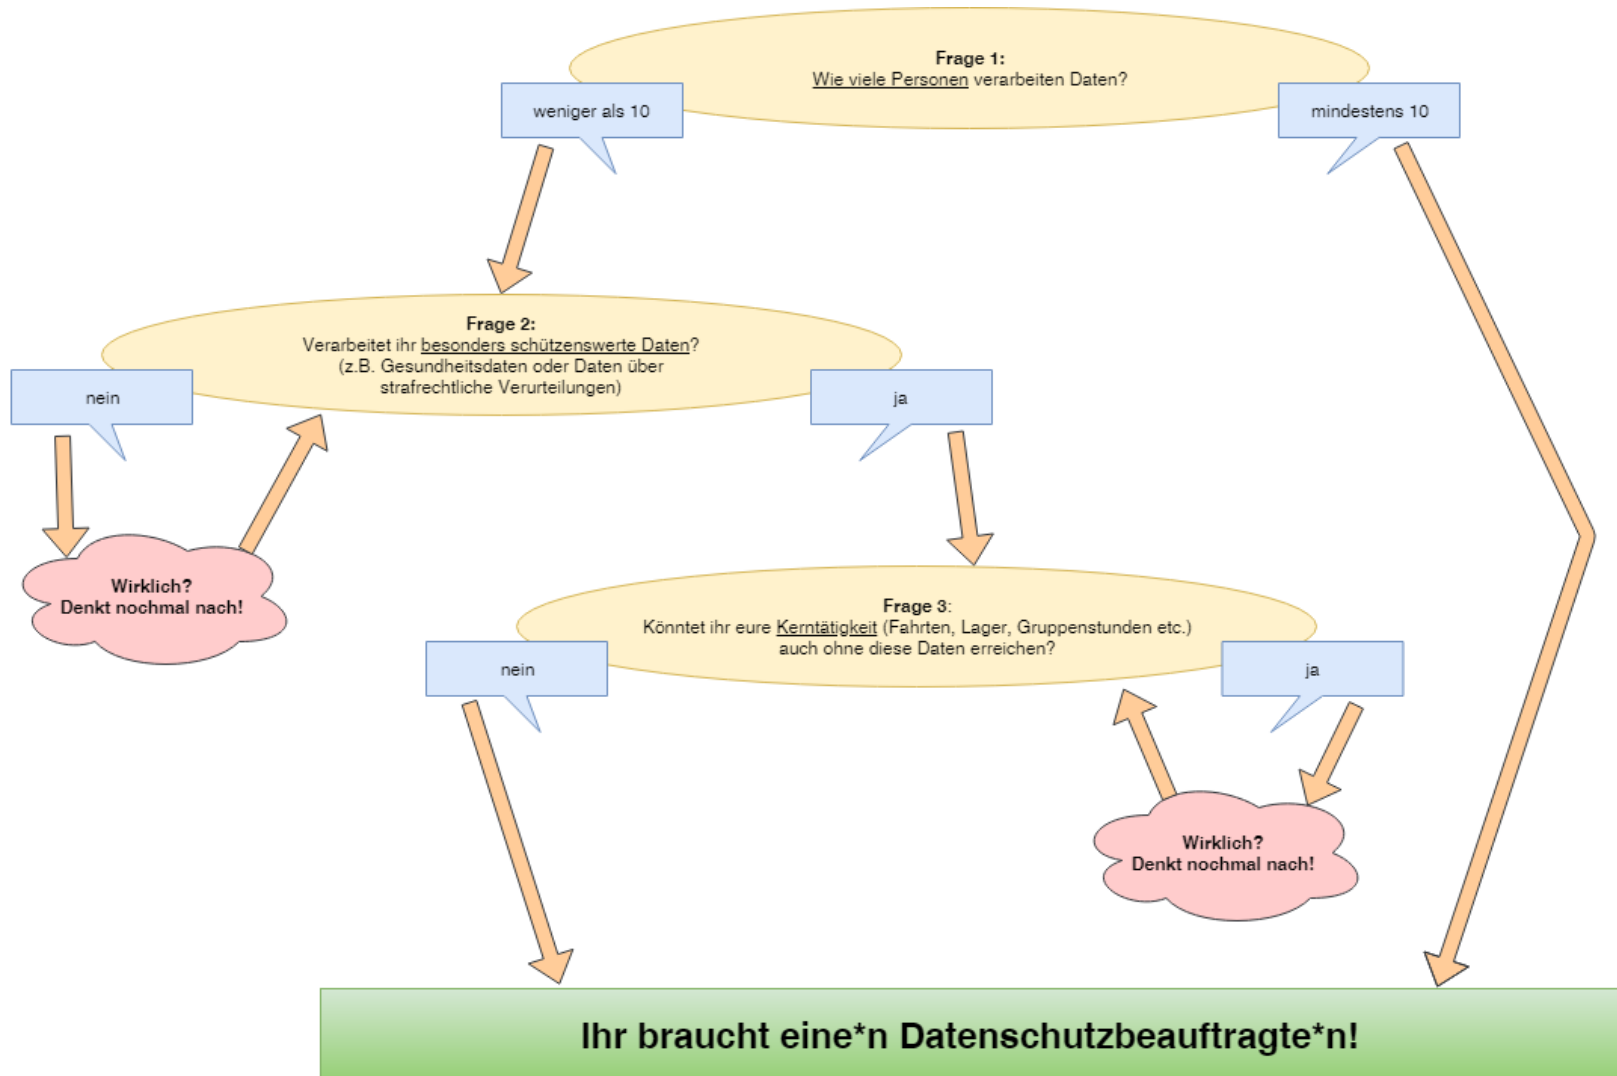 Frage 1:
Wie viele Personen verarbeiten Daten?
weniger als 10
mindestens 10
Frage 2:
Verarbeitet ihr besonders schützenswerte Daten?
(z.B. Gesundheitsdaten oder Daten über
strafrechtliche Verurteilungen)
nein
ja
Wirklich?
Denkt nochmal nach!
Frage 3:
Könntet ihr eure Kerntätigkeit (Fahrten, Lager, Gruppenstunden etc.)
auch ohne diese Daten erreichen?
nein
ja
Wirklich?
Denkt nochmal nach!
Ihr braucht eine*n Datenschutzbeauftragte*n!